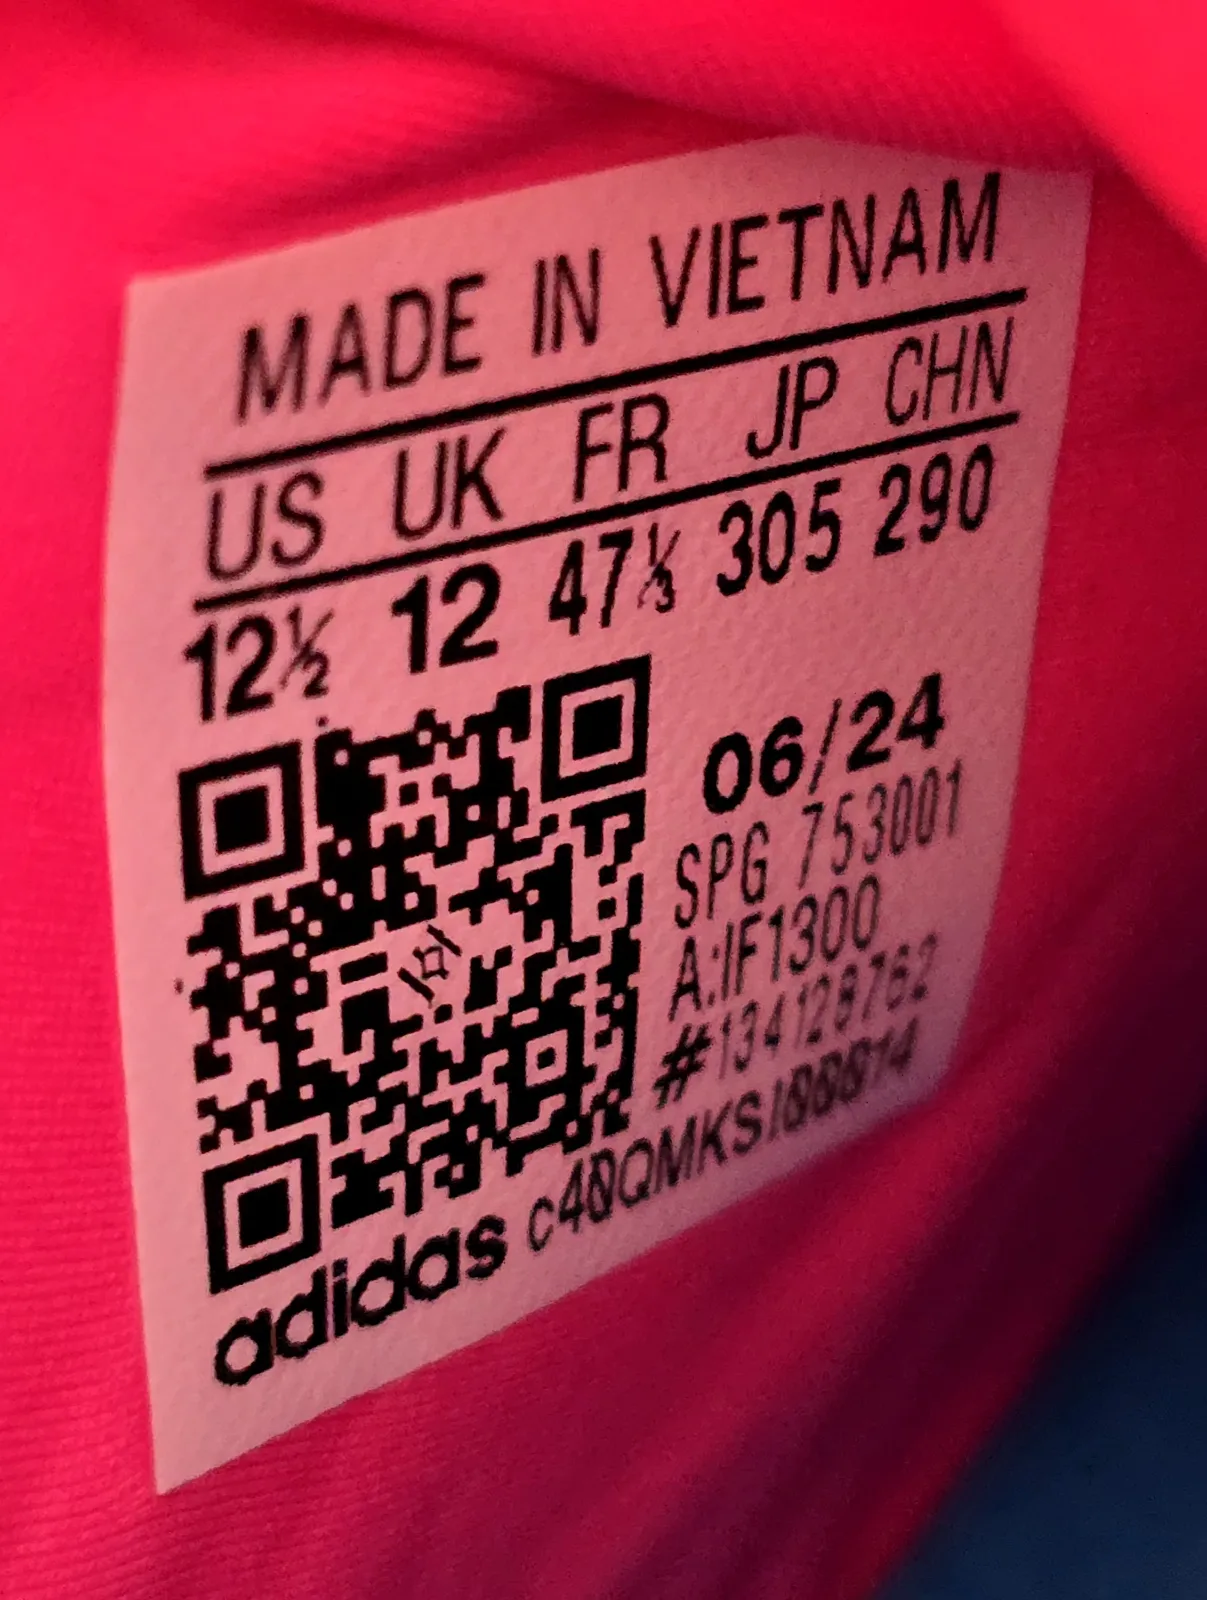 MADE IN VIETNAM
US UK FR JP CHN
12½ 12 47⅓ 305 290
06/24
SPG 753001
A:IF1300
#134128762
adidas